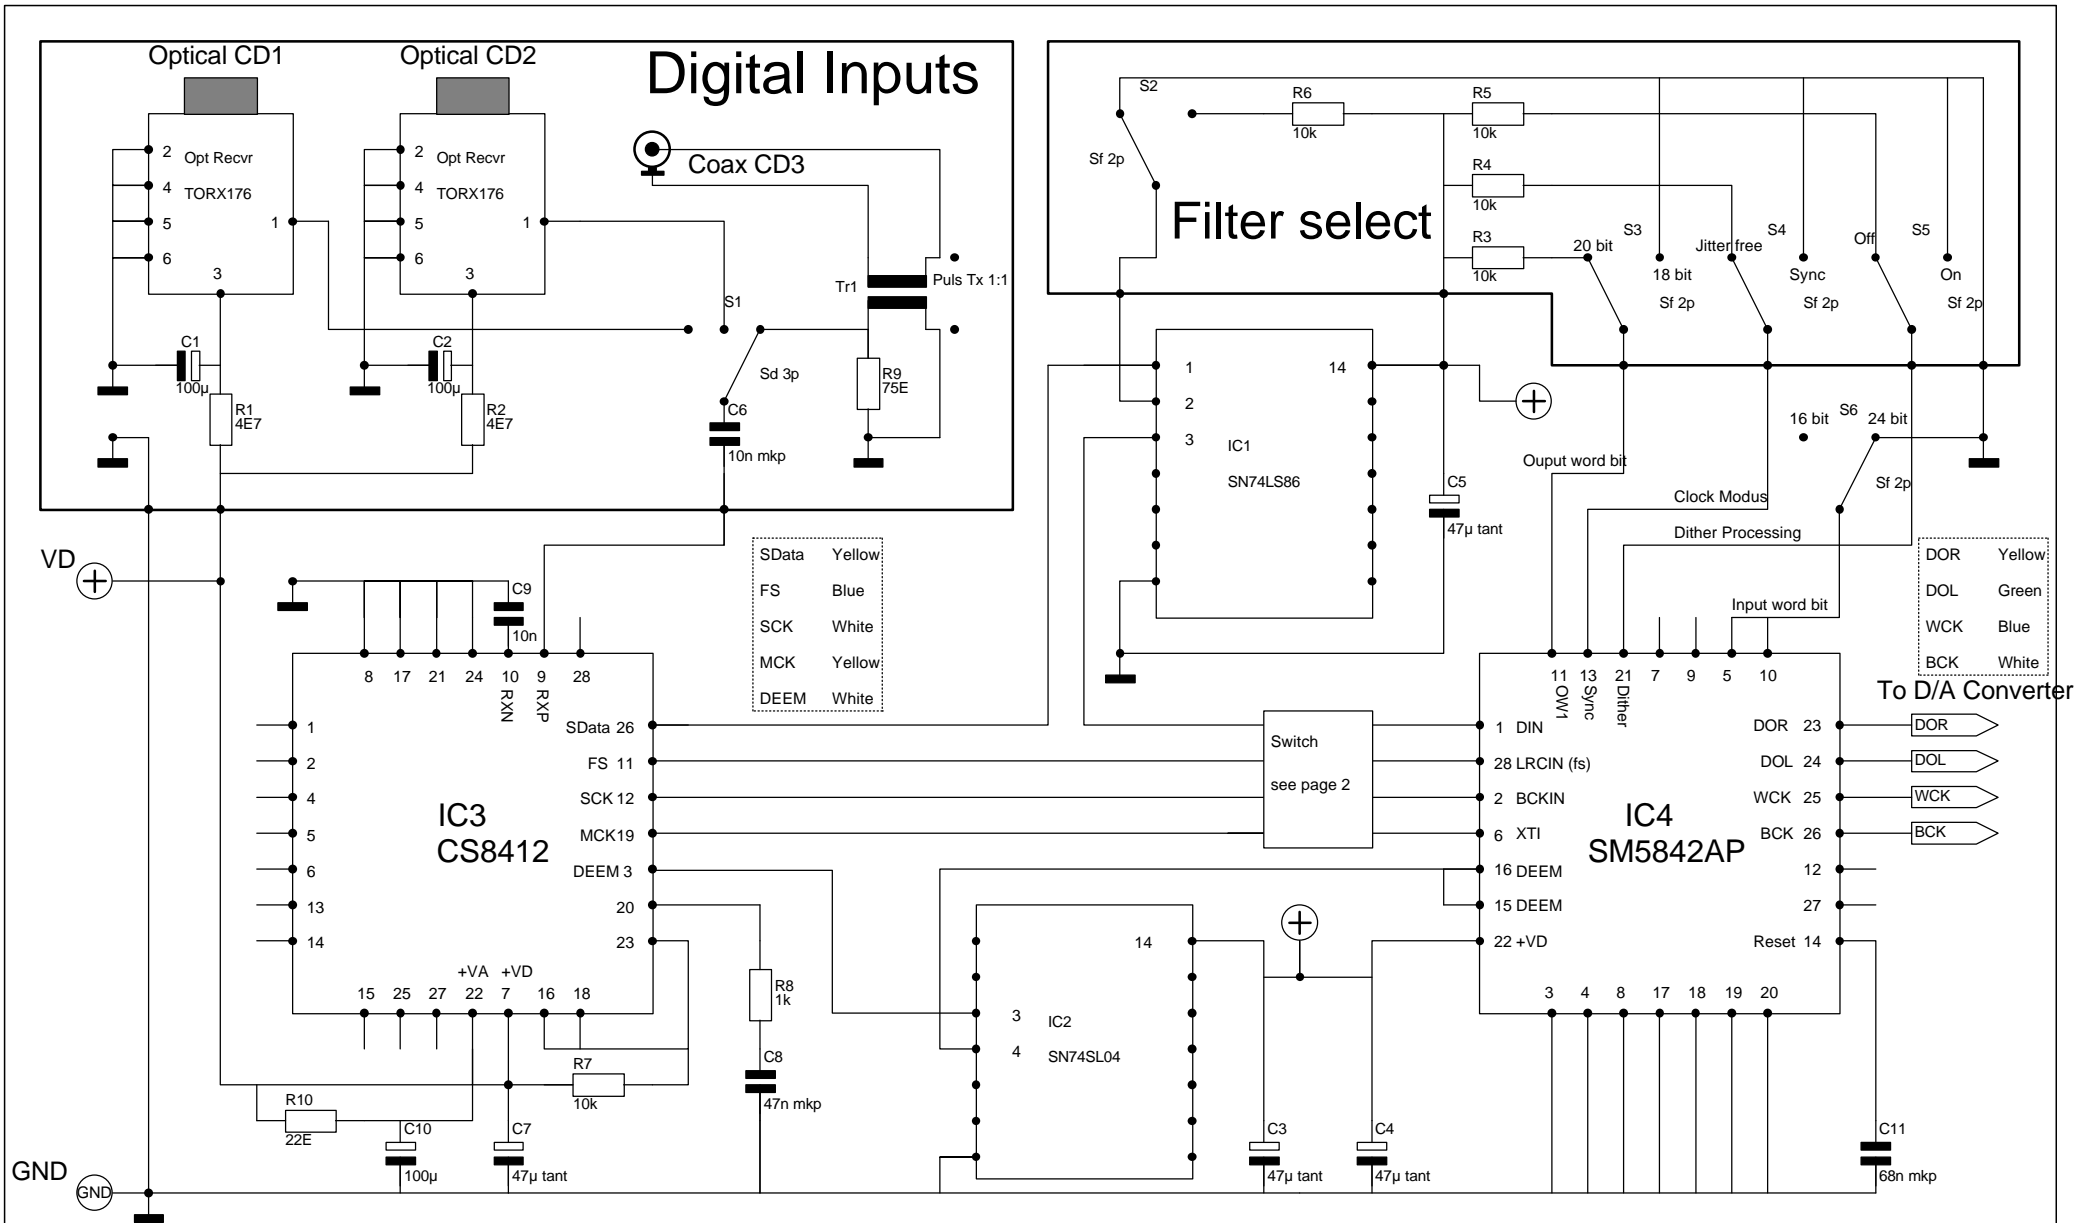 Digital Inputs
Optical CD1
Optical CD2
2
Opt Recvr
4
TORX176
5
1
6
3
2
Opt Recvr
4
TORX176
5
1
6
3
Coax CD3
Tr1
Puls Tx 1:1
S1
Sd 3p
C1
100µ
R1
4E7
C2
100µ
R2
4E7
C6
10n mkp
R9
75E
Filter select
S2
Sf 2p
R6
10k
R5
10k
R4
10k
R3
10k
20 bit
S3
18 bit
Sf 2p
Jitter free
S4
Sync
Sf 2p
Off
S5
On
Sf 2p
1
14
2
3
IC1
SN74LS86
C5
47µ tant
16 bit
S6
24 bit
Sf 2p
Ouput word bit
Clock Modus
Dither Processing
Input word bit
VD
SData Yellow
FS Blue
SCK White
MCK Yellow
DEEM White
DOR Yellow
DOL Green
WCK Blue
BCK White
To D/A Converter
C9
10n
8 17 21 24 10 9 28
RXN RXP
1
2
4
5
6
13
14
SData 26
FS 11
SCK 12
MCK19
DEEM 3
20
23
IC3
CS8412
+VA +VD
15 25 27 22 7 16 18
Switch
see page 2
11 13 21 7 9 5 10
OW1 Sync Dither
1 DIN
28 LRCIN (fs)
2 BCKIN
6 XTI
16 DEEM
15 DEEM
22 +VD
IC4
SM5842AP
DOR 23
DOL 24
WCK 25
BCK 26
12
27
Reset 14
DOR
DOL
WCK
BCK
3 4 8 17 18 19 20
R8
1k
C8
47n mkp
14
3
4
IC2
SN74SL04
R7
10k
R10
22E
C10
100µ
C7
47µ tant
C3
47µ tant
C4
47µ tant
C11
68n mkp
GND
GND